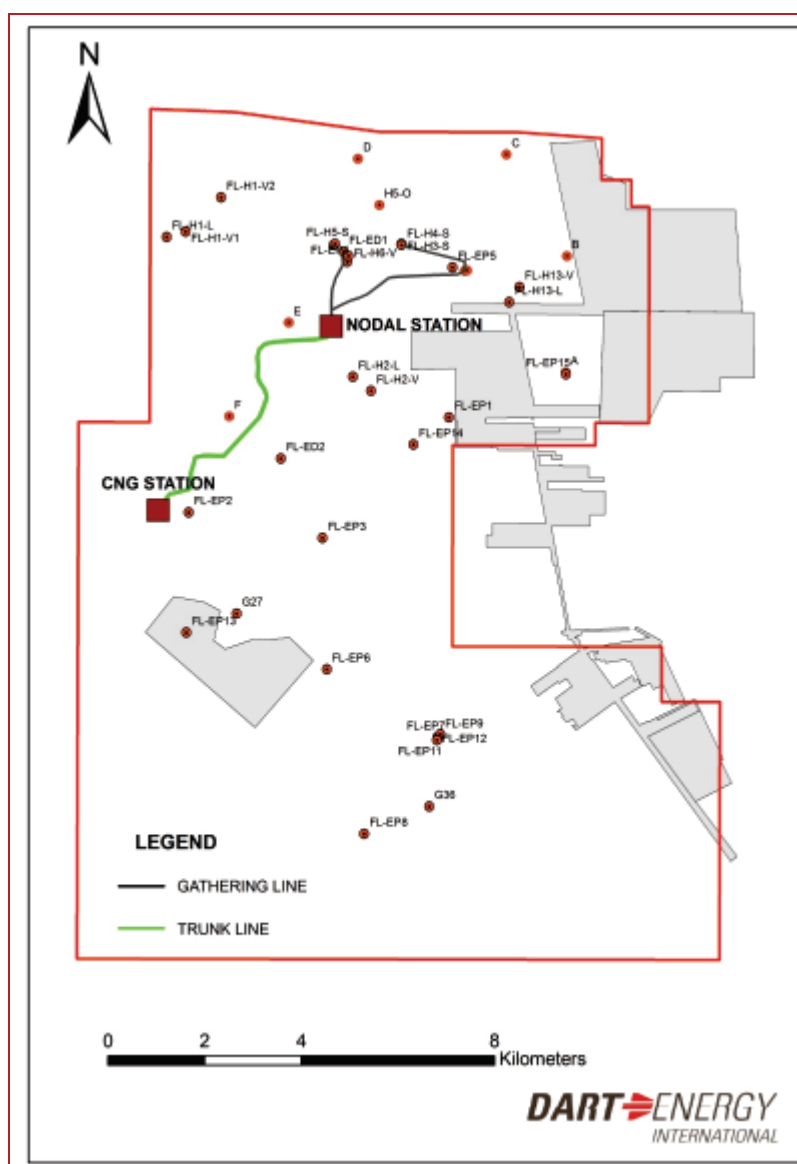 N
D
C
FL-H1-V2
H5-O
FL-H1-L
FL-H1-V1
FL-H5-S
FL-ED1
FL-H6-V
FL-H4-S
FL-H3-S
FL-EP5
B
FL-H13-V
FL-H13-L
E
NODAL STATION
FL-EP15
A
FL-H2-L
FL-H2-V
F
FL-EP1
FL-EP14
FL-ED2
CNG STATION
FL-EP2
FL-EP3
G27
FL-EP13
FL-EP6
FL-EP7
FL-EP9
FL-EP12
FL-EP11
G36
FL-EP8
LEGEND
GATHERING LINE
TRUNK LINE
0 2 4 8
Kilometers
DART ENERGY
INTERNATIONAL